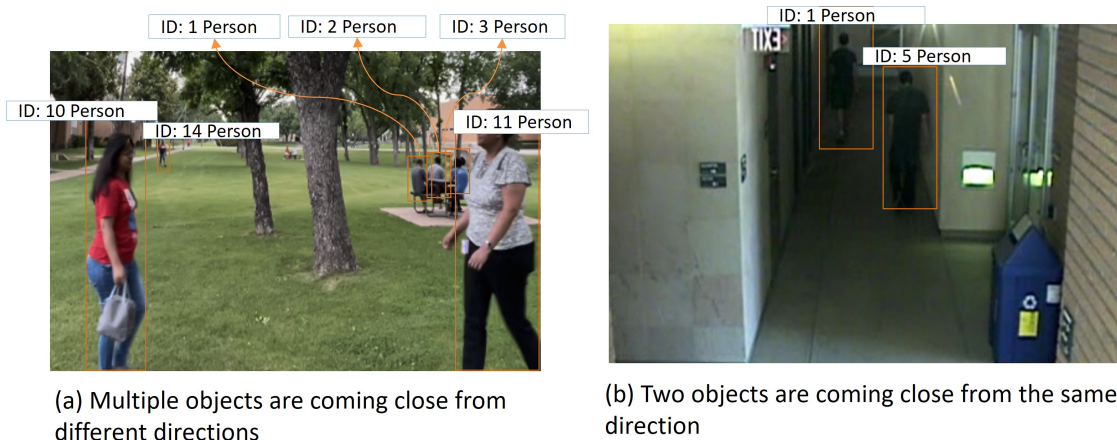 ID: 1 Person
ID: 2 Person
ID: 3 Person
ID: 10 Person
ID: 14 Person
ID: 11 Person
(a) Multiple objects are coming close from
different directions
ID: 1 Person
EXIT
ID: 5 Person
(b) Two objects are coming close from the same
direction